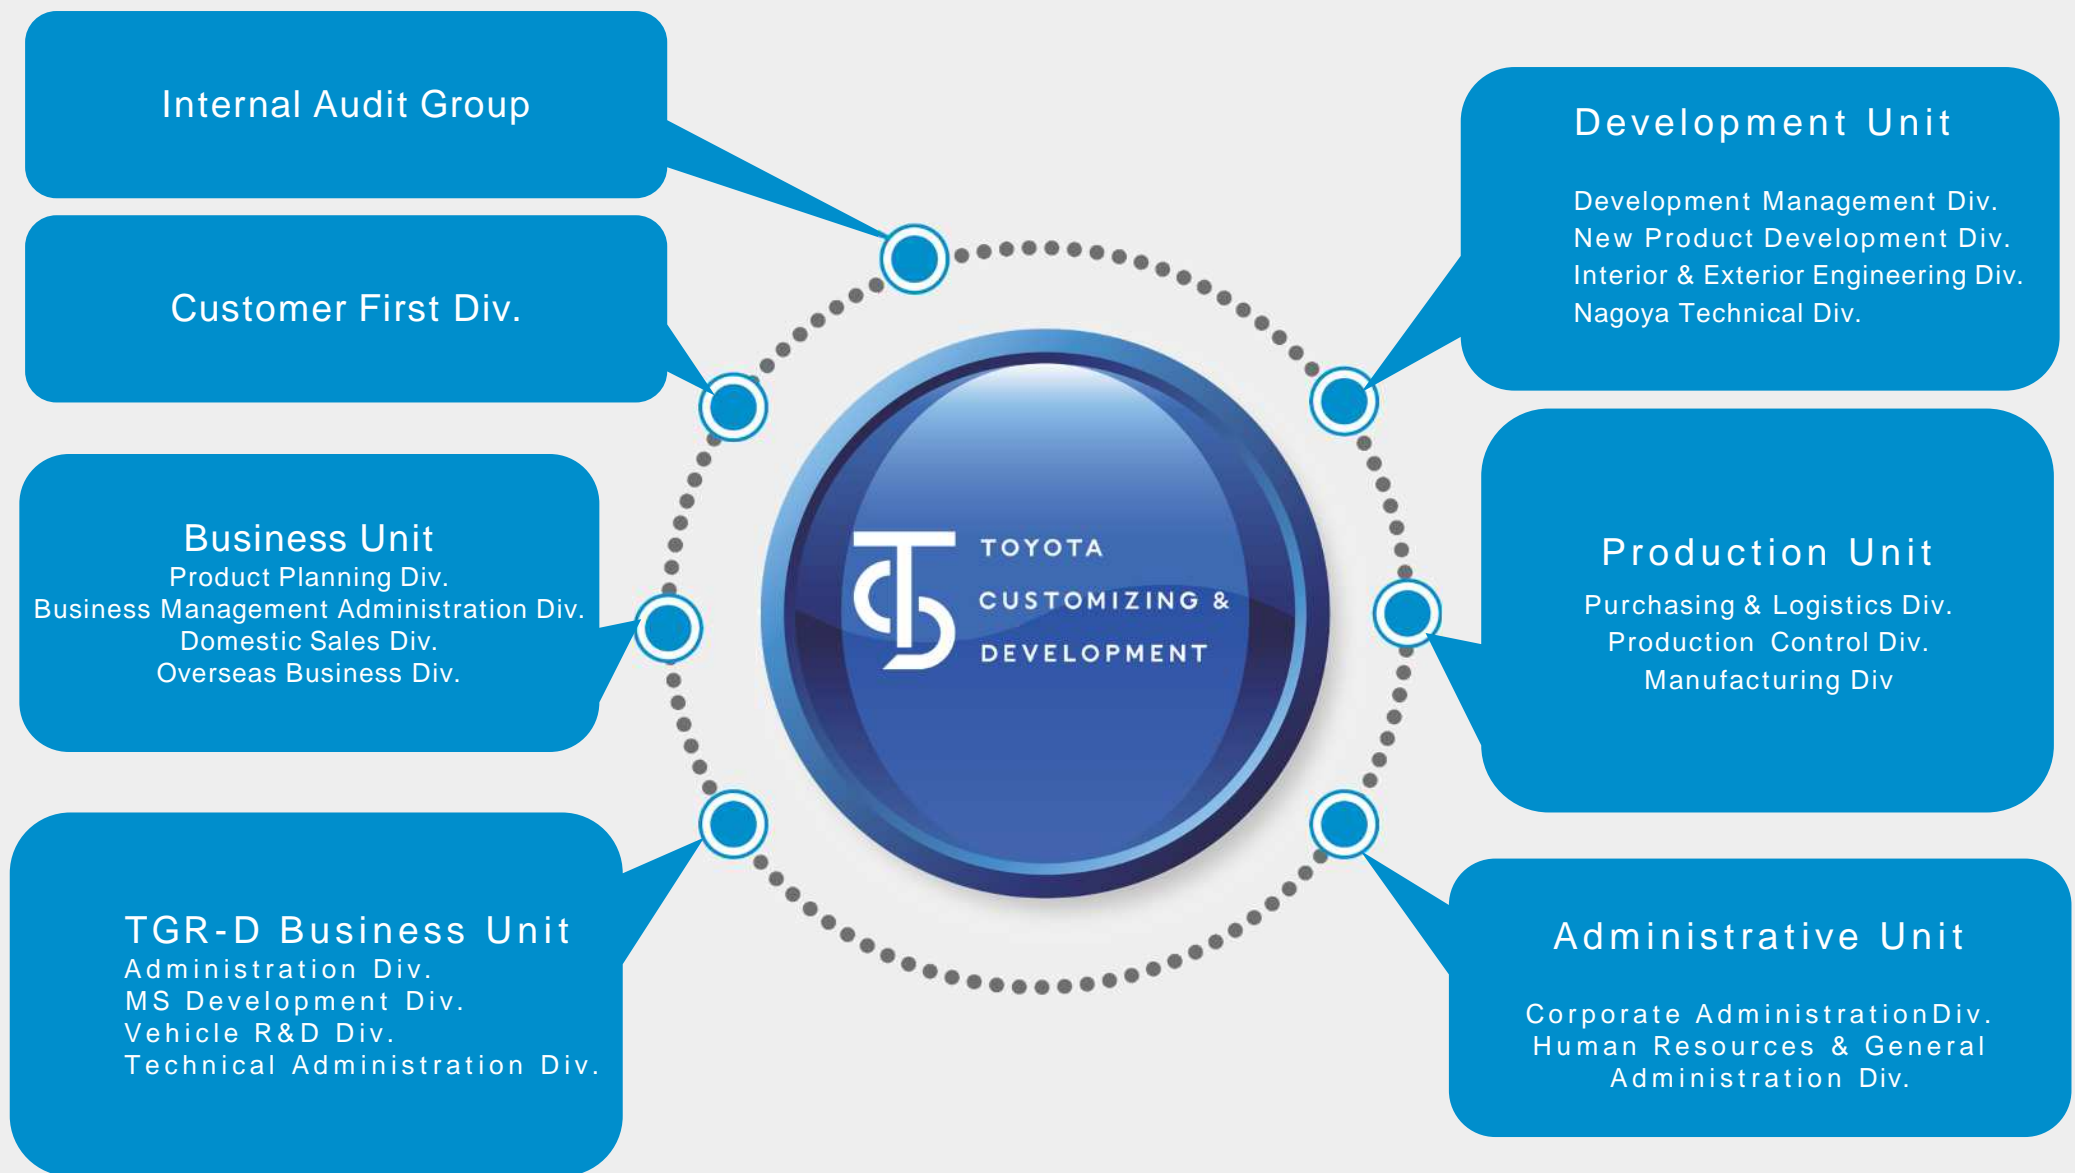 Internal Audit Group
Customer First Div.
Business Unit
Product Planning Div.
Business Management Administration Div.
Domestic Sales Div.
Overseas Business Div.
TGR-D Business Unit
Administration Div.
MS Development Div.
Vehicle R&D Div.
Technical Administration Div.
TOYOTA
CUSTOMIZING &
DEVELOPMENT
Development Unit
Development Management Div.
New Product Development Div.
Interior & Exterior Engineering Div.
Nagoya Technical Div.
Production Unit
Purchasing & Logistics Div.
Production Control Div.
Manufacturing Div
Administrative Unit
Corporate AdministrationDiv.
Human Resources & General
Administration Div.